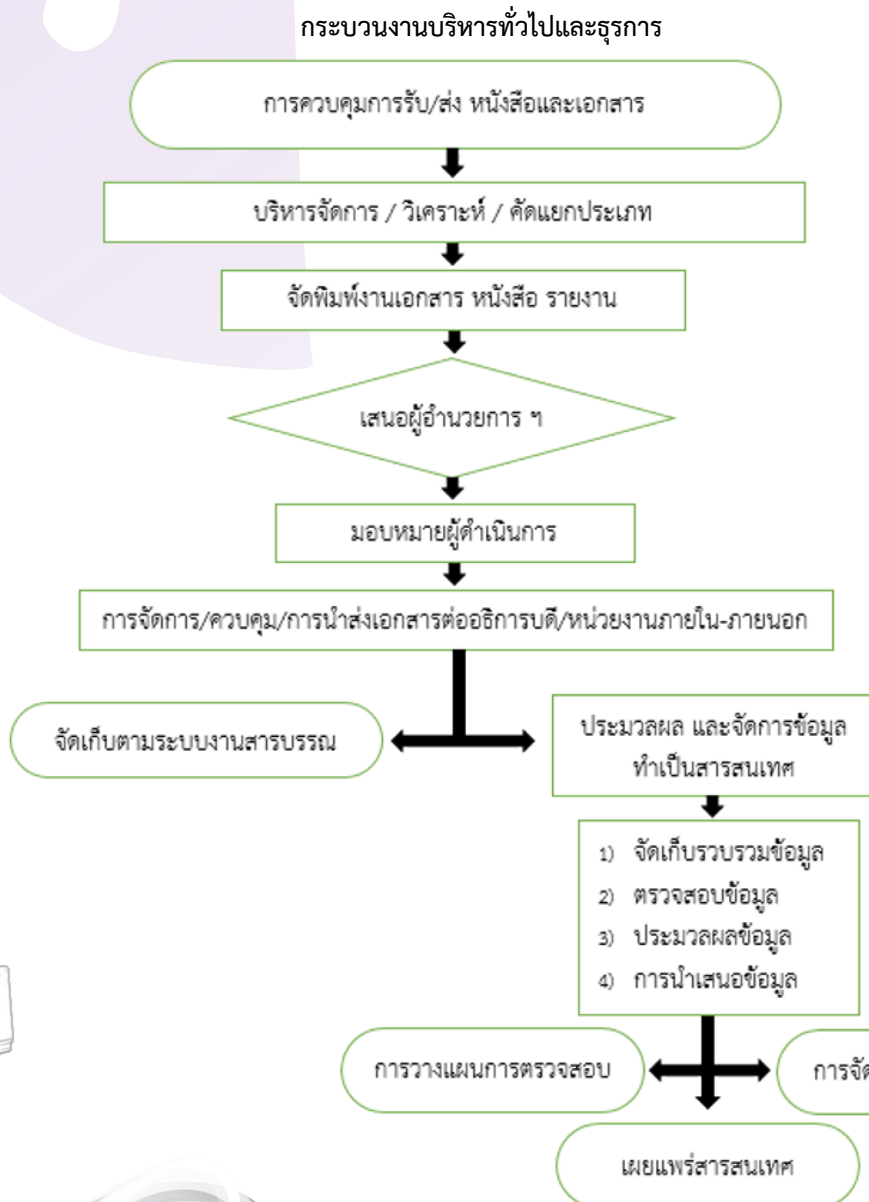 กระบวนงานบริหารทั่วไปและธุรการ
การควบคุมการรับ/ส่ง หนังสือและเอกสาร
บริหารจัดการ / วิเคราะห์ / คัดแยกประเภท
จัดพิมพ์งานเอกสาร หนังสือ รายงาน
เสนอผู้อำนวยการ ฯ
มอบหมายผู้ดำเนินการ
การจัดการ/ควบคุม/การนำส่งเอกสารต่ออธิการบดี/หน่วยงานภายใน-ภายนอก
จัดเก็บตามระบบงานสารบรรณ
ประมวลผล และจัดการข้อมูล
ทำเป็นสารสนเทศ
1) จัดเก็บรวบรวมข้อมูล
2) ตรวจสอบข้อมูล
3) ประมวลผลข้อมูล
4) การนำเสนอข้อมูล
การวางแผนการตรวจสอบ
การจัด
เผยแพร่สารสนเทศ